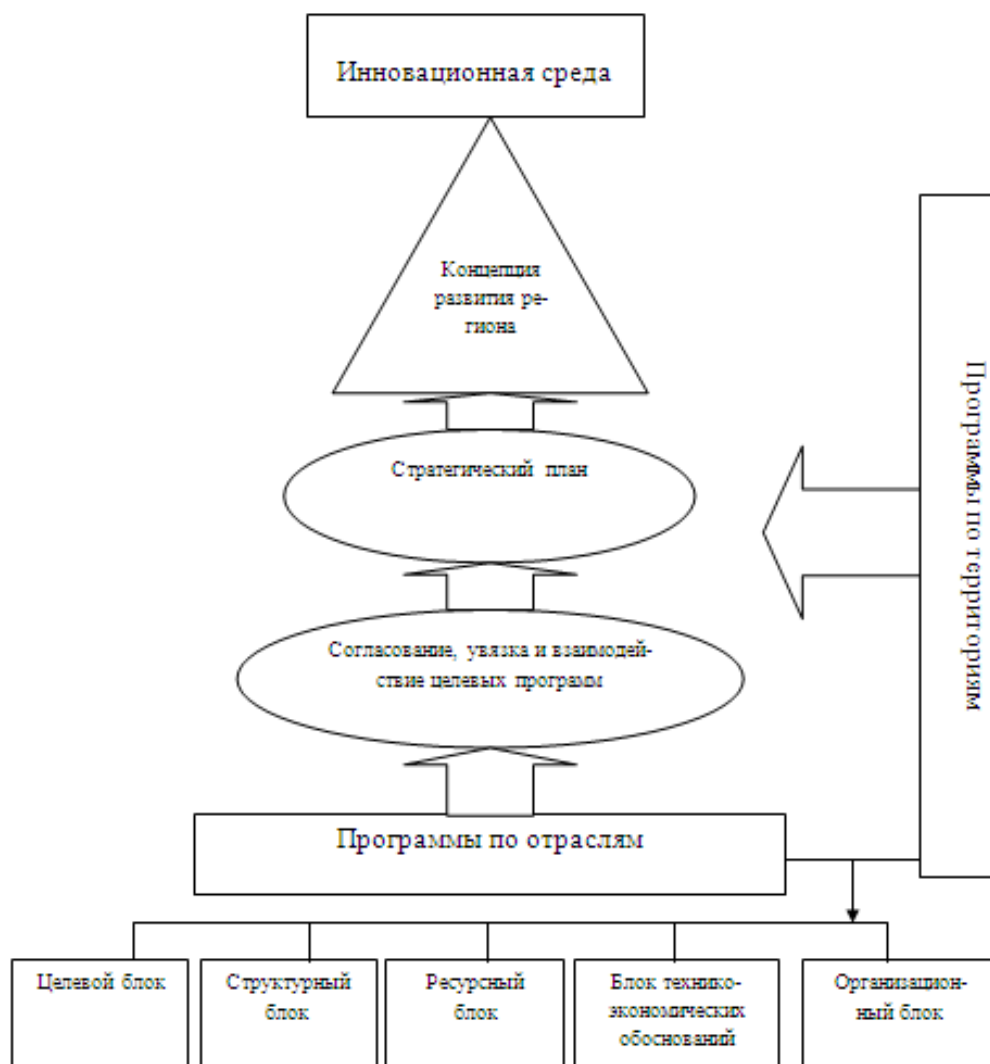 Инновационная среда
Концепция
развития ре-
гиона
Стратегический план
Согласование, увязка и взаимодей-
ствие целевых программ
Программы по территориям
Программы по отраслям
Целевой блок
Структурный
блок
Ресурсный
блок
Блок технико-
экономических
обоснований
Организацион-
ный блок